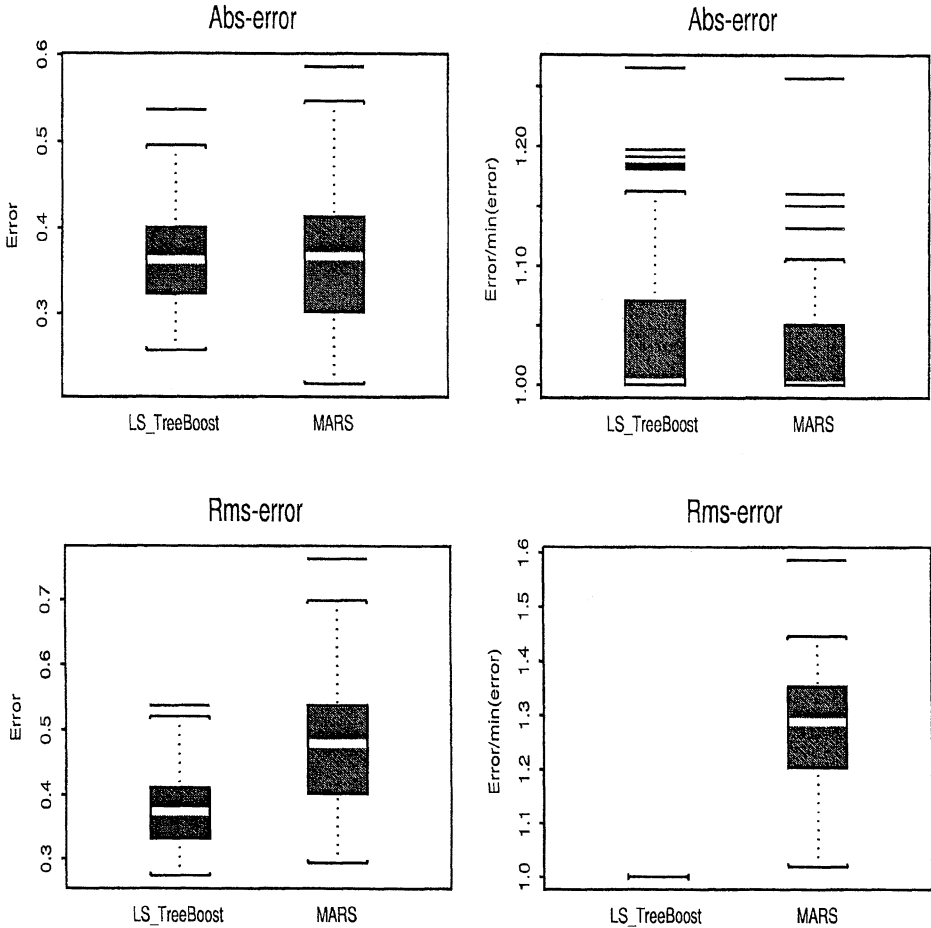 Abs-error
Error
0.6
0.5
0.4
0.3
LS_TreeBoost
MARS
Abs-error
Error/min(error)
1.20
1.10
1.00
LS_TreeBoost
MARS
Rms-error
Error
0.7
0.6
0.5
0.4
0.3
LS_TreeBoost
MARS
Rms-error
Error/min(error)
1.6
1.5
1.4
1.3
1.2
1.1
1.0
LS_TreeBoost
MARS